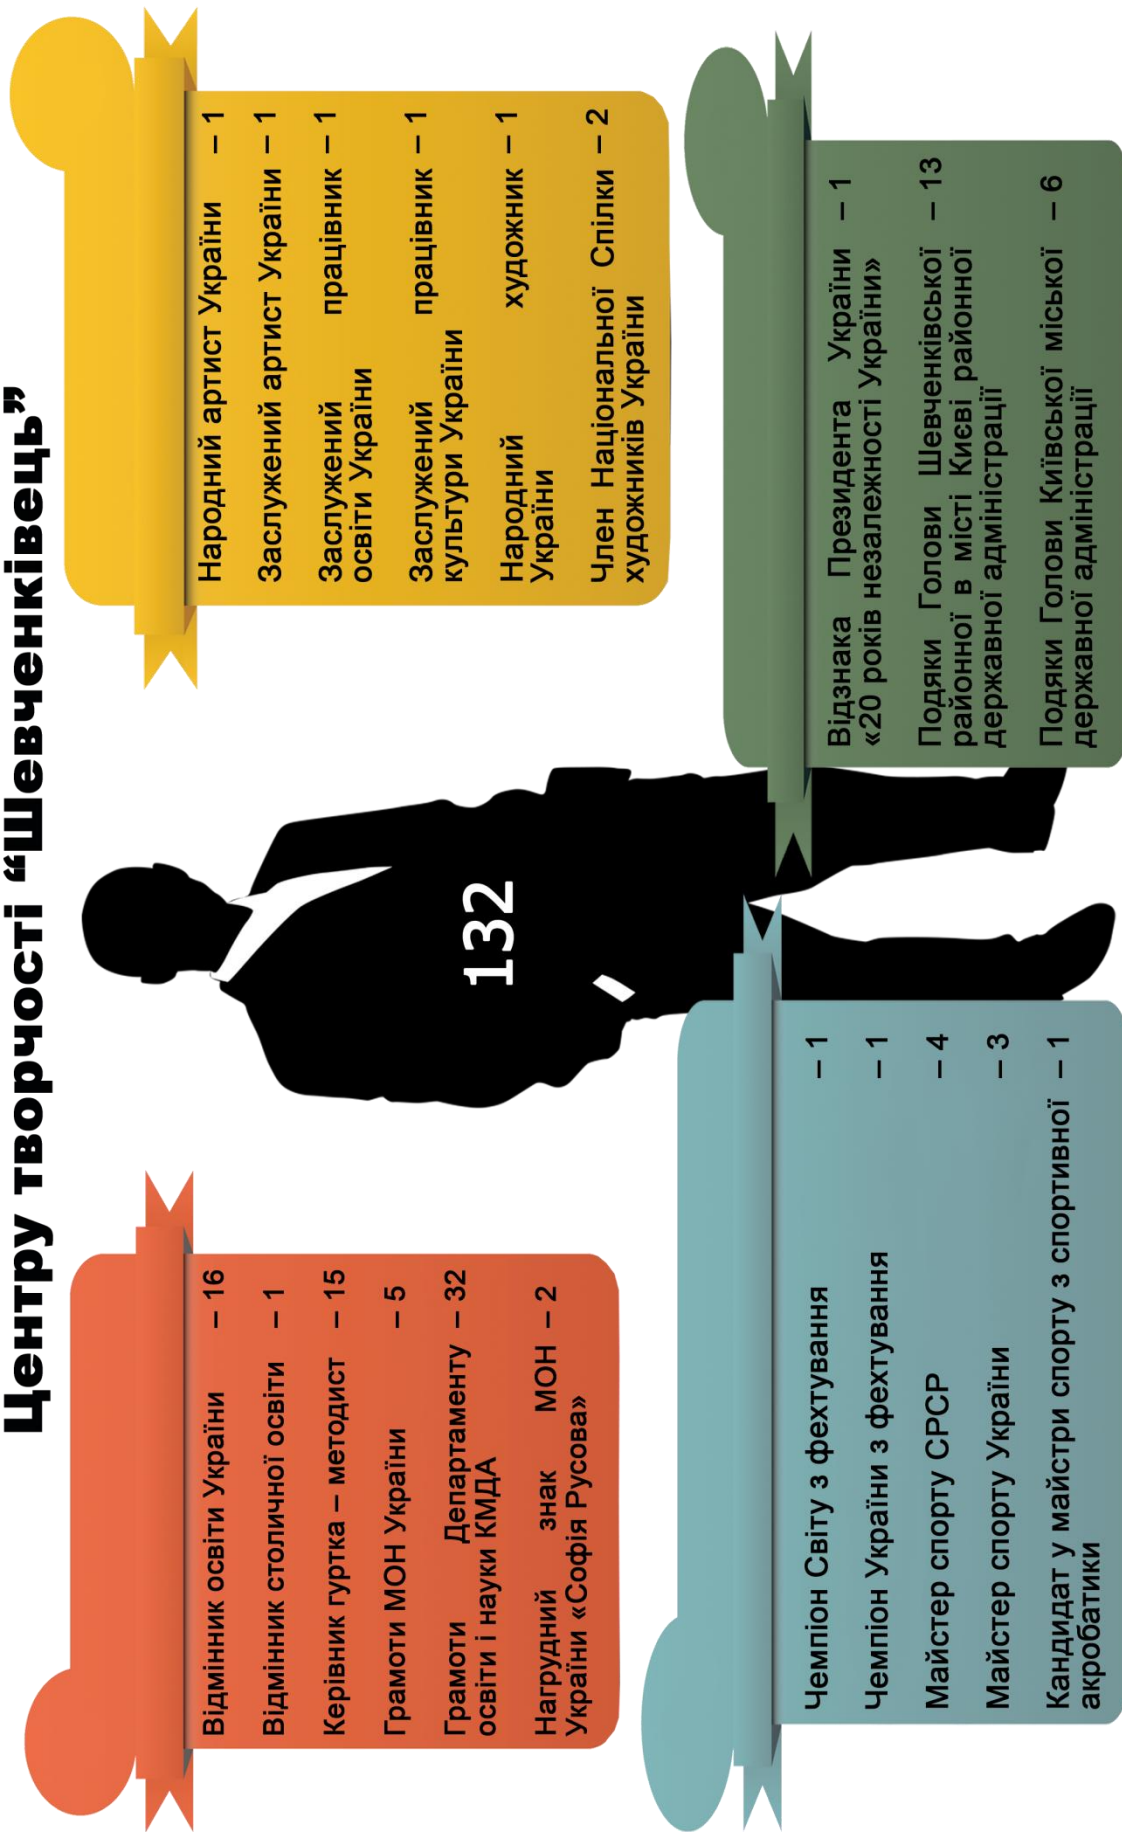 Центру творчості “Шевченківець”
Відмінник освіти України – 16
Відмінник столичної освіти – 1
Керівник гуртка – методист – 15
Грамоти МОН України – 5
Грамоти Департаменту – 32
освіти і науки КМДА
Нагрудний знак МОН – 2
України «Софія Русова»
132
Народний артист України – 1
Заслужений артист України – 1
Заслужений працівник – 1
освіти України
Заслужений працівник – 1
культури України
Народний художник – 1
України
Член Національної Спілки – 2
художників України
Чемпіон Світу з фехтування – 1
Чемпіон України з фехтування – 1
Майстер спорту СРСР – 4
Майстер спорту України – 3
Кандидат у майстри спорту з спортивної – 1
акробатики
Відзнака Президента України – 1
«20 років незалежності України»
Подяки Голови Шевченківської – 13
районної в місті Києві районної
державної адміністрації
Подяки Голови Київської міської – 6
державної адміністрації